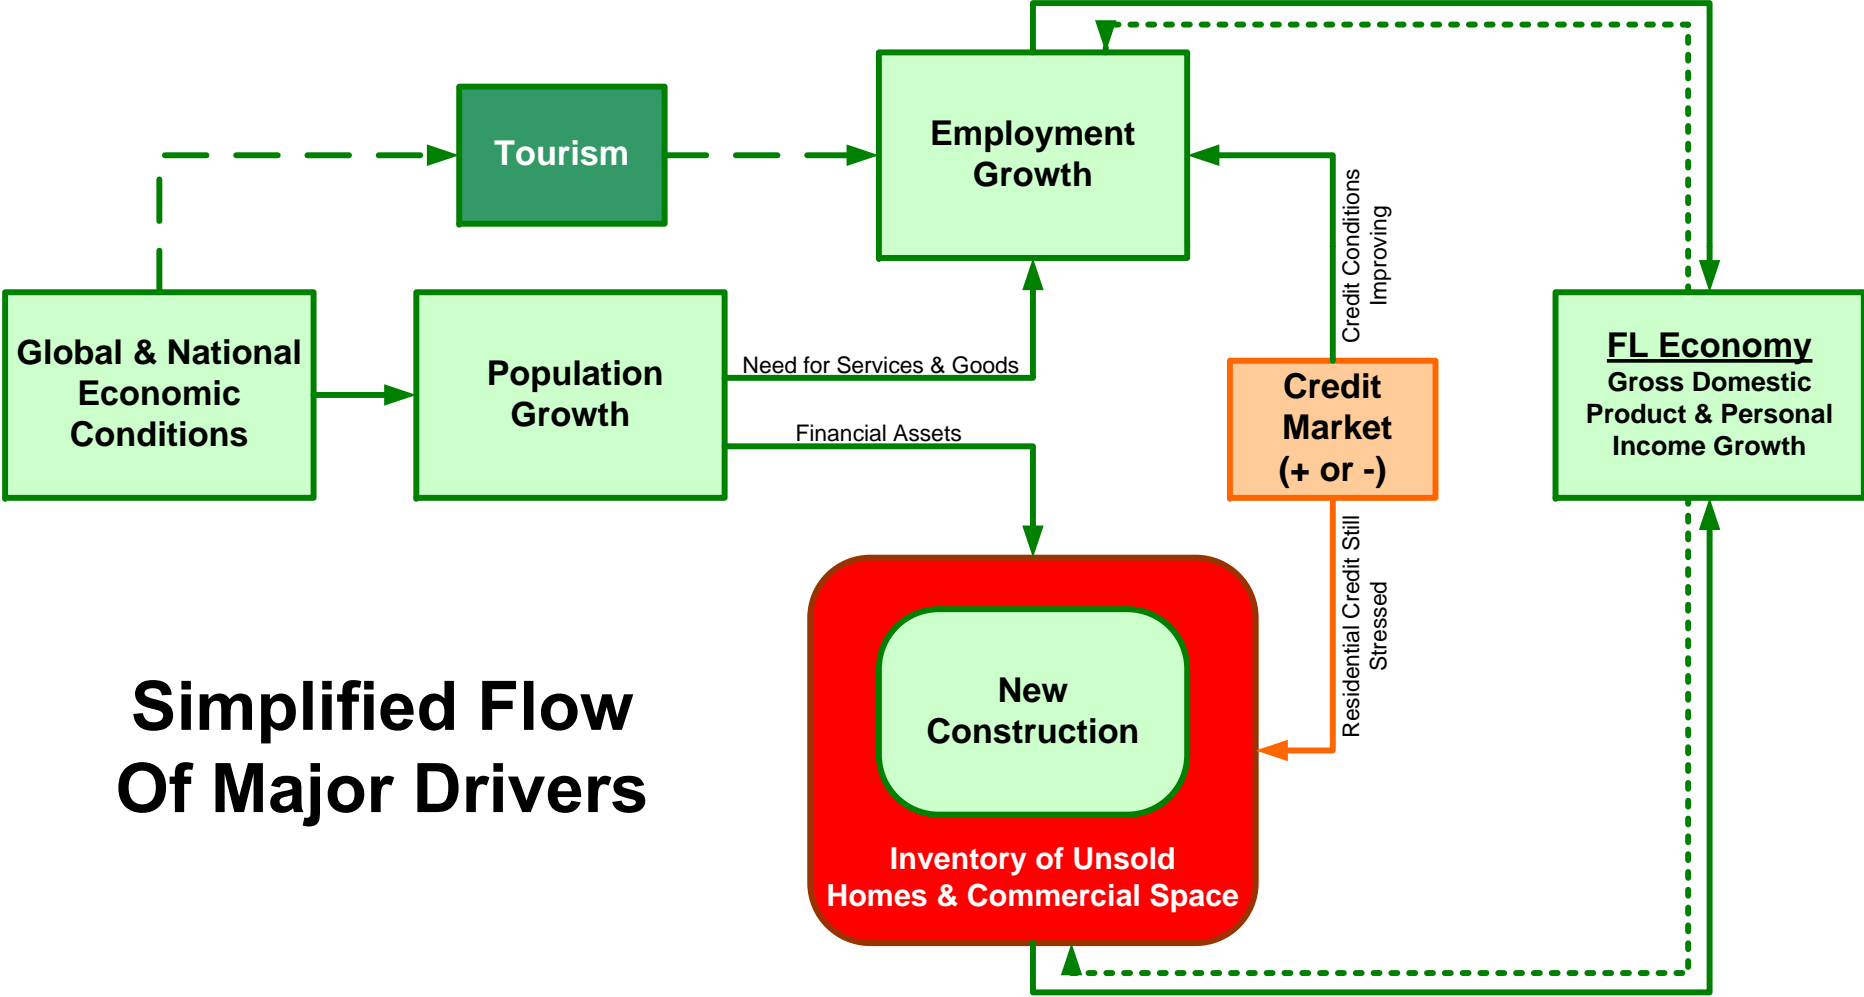 Tourism
Employment
Growth
Global & National
Economic
Conditions
Population
Growth
Need for Services & Goods
Financial Assets
Credit Conditions
Improving
Credit
Market
(+ or -)
Residential Credit Still
Stressed
FL Economy
Gross Domestic
Product & Personal
Income Growth
New
Construction
Inventory of Unsold
Homes & Commercial Space
Simplified Flow
Of Major Drivers